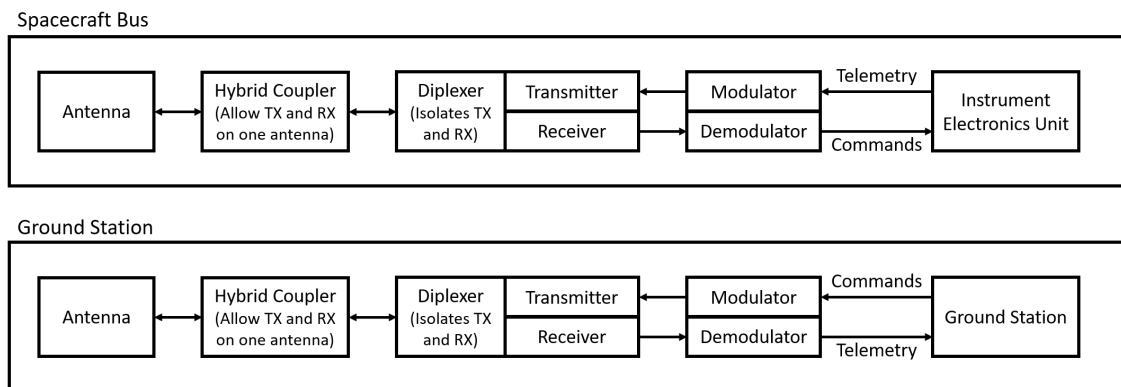 Spacecraft Bus
Antenna
Hybrid Coupler
(Allow TX and RX
on one antenna)
Diplexer
(Isolates TX
and RX)
Transmitter
Receiver
Modulator
Demodulator
Telemetry
Commands
Instrument
Electronics Unit
Ground Station
Antenna
Hybrid Coupler
(Allow TX and RX
on one antenna)
Diplexer
(Isolates TX
and RX)
Transmitter
Receiver
Modulator
Demodulator
Commands
Telemetry
Ground Station